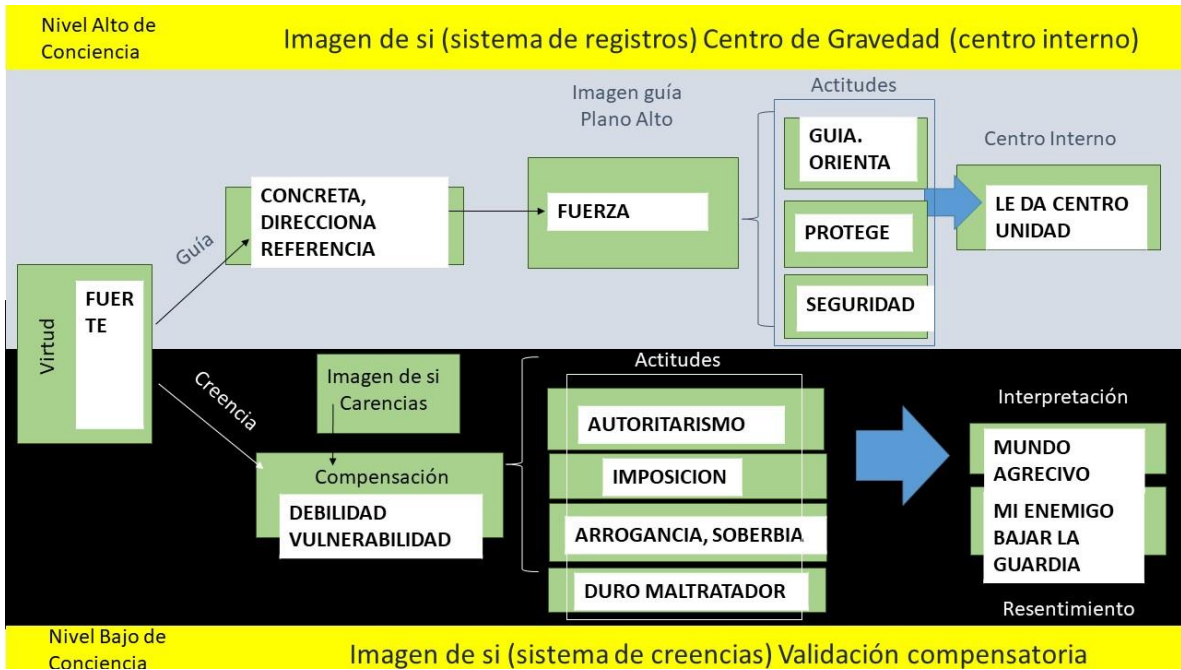 Nivel Alto de
Conciencia
Imagen de si (sistema de registros) Centro de Gravedad (centro interno)
Imagen guía
Plano Alto
Actitudes
Centro Interno
Guía
CONCRETA,
DIRECCIONA
REFERENCIA
FUERZA
GUIA.
ORIENTA
PROTEGE
SEGURIDAD
LE DA CENTRO
UNIDAD
Virtud
FUER
TE
Creencia
Imagen de si
Carencias
Compensación
DEBILIDAD
VULNERABILIDAD
Actitudes
AUTORITARISMO
IMPOSICION
ARROGANCIA, SOBERBIA
DURO MALTRATADOR
Interpretación
MUNDO
AGRECIVO
MI ENEMIGO
BAJAR LA
GUARDIA
Resentimiento
Nivel Bajo de
Conciencia
Imagen de si (sistema de creencias) Validación compensatoria